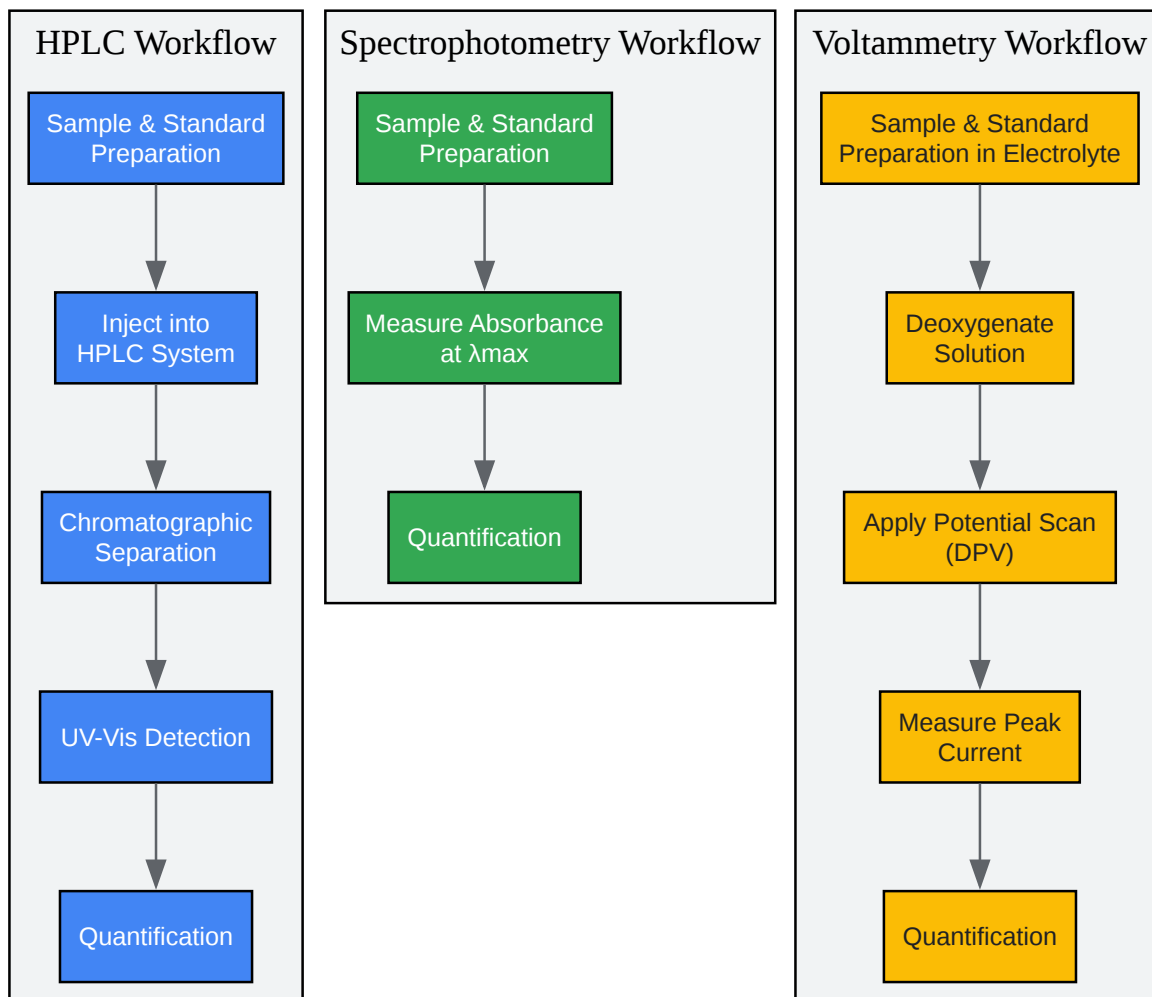 HPLC Workflow
Sample & Standard
Preparation
Inject into
HPLC System
Chromatographic
Separation
UV-Vis Detection
Quantification
Spectrophotometry Workflow
Sample & Standard
Preparation
Measure Absorbance
at λmax
Quantification
Voltammetry Workflow
Sample & Standard
Preparation in Electrolyte
Deoxygenate
Solution
Apply Potential Scan
(DPV)
Measure Peak
Current
Quantification